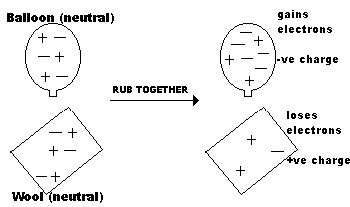 Balloon (neutral)
+ −
− +
+ −
Wool (neutral)
− +
+ −
− +
RUB TOGETHER
gains
electrons
-ve charge
− + −
+ − − +
+ −
loses
electrons
+ve charge
+
−
+